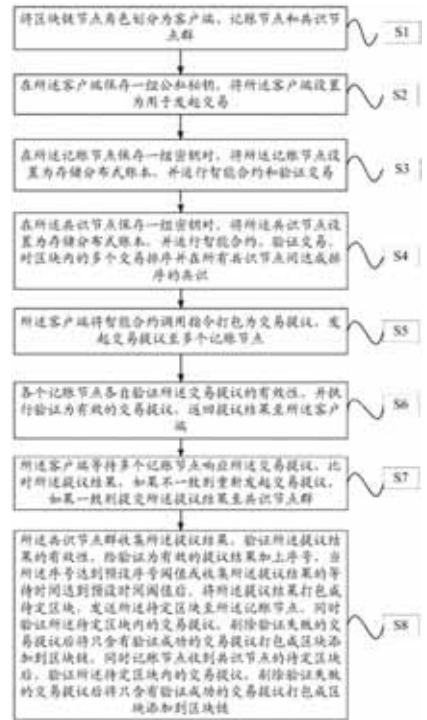 将区块链节点角色划分为客户端、记账节点和共识节
点群
S1
在所述客户端保存一组公私秘钥,将所述客户端设置
为用于发起交易
S2
在所述记账节点保存一组密钥对,将所述记账节点设
置为存储分布式账本,并运行智能合约和验证交易
S3
在所述共识节点保存一组密钥对,将所述共识节点设
置为存储分布式账本,并运行智能合约,验证交易,
对区块内的多个交易排序并在所有共识节点间达成排
序的共识
S4
所述客户端将智能合约调用指令打包为交易提议,发
起交易提议至多个记账节点
S5
各个记账节点各自验证所述交易提议的有效性,并执
行验证为有效的交易提议,返回提议结果至所述客户
端
S6
所述客户端等待多个记账节点响应所述交易提议,比
对所述提议结果,如果不一致则重新发起交易提议,
如果一致则提交所述提议结果至共识节点群
S7
所述共识节点群收集所述提议结果,验证所述提议结
果的有效性,给验证为有效的提议结果加上序号,当
所述序号达到预设序号阈值或收集所述提议结果的等
待时间达到预设时间阈值后,将所述提议结果打包成
待定区块,发送所述待定区块至所述记账节点,同时
验证所述待定区块内的交易提议,剔除验证失败的交
易提议后将只含有验证成功的交易提议打包成区块添
加到区块链,同时记账节点收到共识节点的待定区块
后,验证所述待定区块内的交易提议,剔除验证失败
的交易提议后将只含有验证成功的交易提议打包成区
块添加到区块链
S8